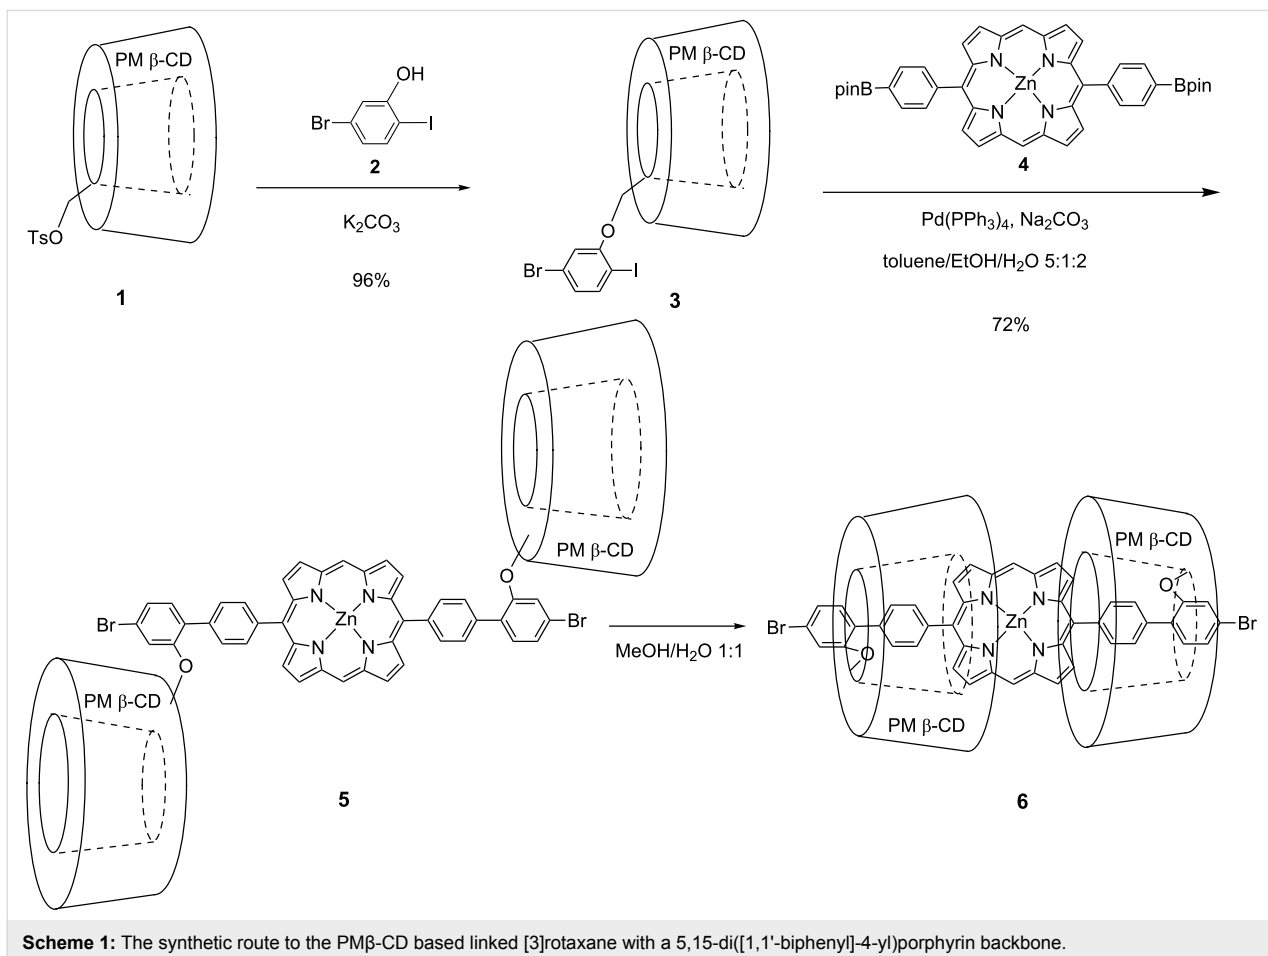 PM β-CD
TsO
1
OH
Br
I
2
K₂CO₃
96%
PM β-CD
O
Br
I
3
pinB
N
N
Zn
N
N
Bpin
4
Pd(PPh₃)₄, Na₂CO₃
toluene/EtOH/H₂O 5:1:2
72%
PM β-CD
O
Br
N
N
Zn
N
N
Br
O
PM β-CD
5
MeOH/H₂O 1:1
PM β-CD
O
Br
N
N
Zn
N
N
Br
O
PM β-CD
6
Scheme 1: The synthetic route to the PMβ-CD based linked [3]rotaxane with a 5,15-di([1,1'-biphenyl]-4-yl)porphyrin backbone.